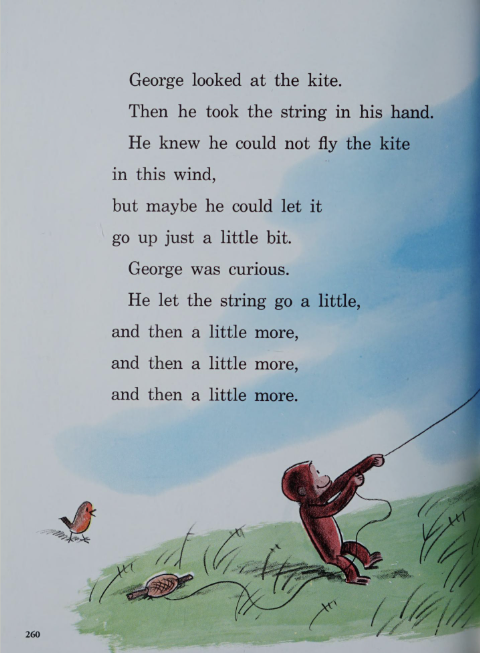 George looked at the kite.
Then he took the string in his hand.
He knew he could not fly the kite
in this wind,
but maybe he could let it
go up just a little bit.
George was curious.
He let the string go a little,
and then a little more,
and then a little more,
and then a little more.
260